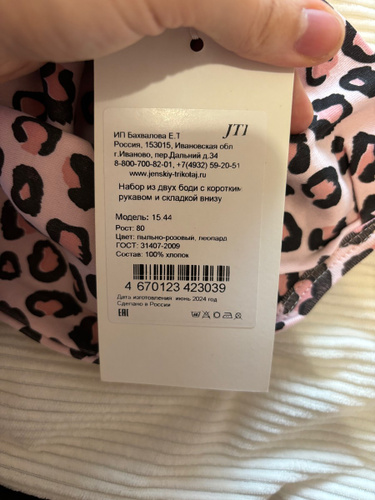 JT1
ИП Бахвалова Е.Т
Россия, 153015, Ивановская обл
г.Иваново, пер.Дальний д.34
8-800-700-82-01, +7(4932) 59-20-51
www.jenskiy-trikotaj.ru
Набор из двух боди с коротким
рукавом и складкой внизу
Модель: 15.44
Рост: 80
Цвет: пыльно-розовый, леопард
ГОСТ: 31407-2009
Состав: 100% хлопок
4 670123 423039
Дата изготовления июнь 2024 год
Сделано в России
EAC